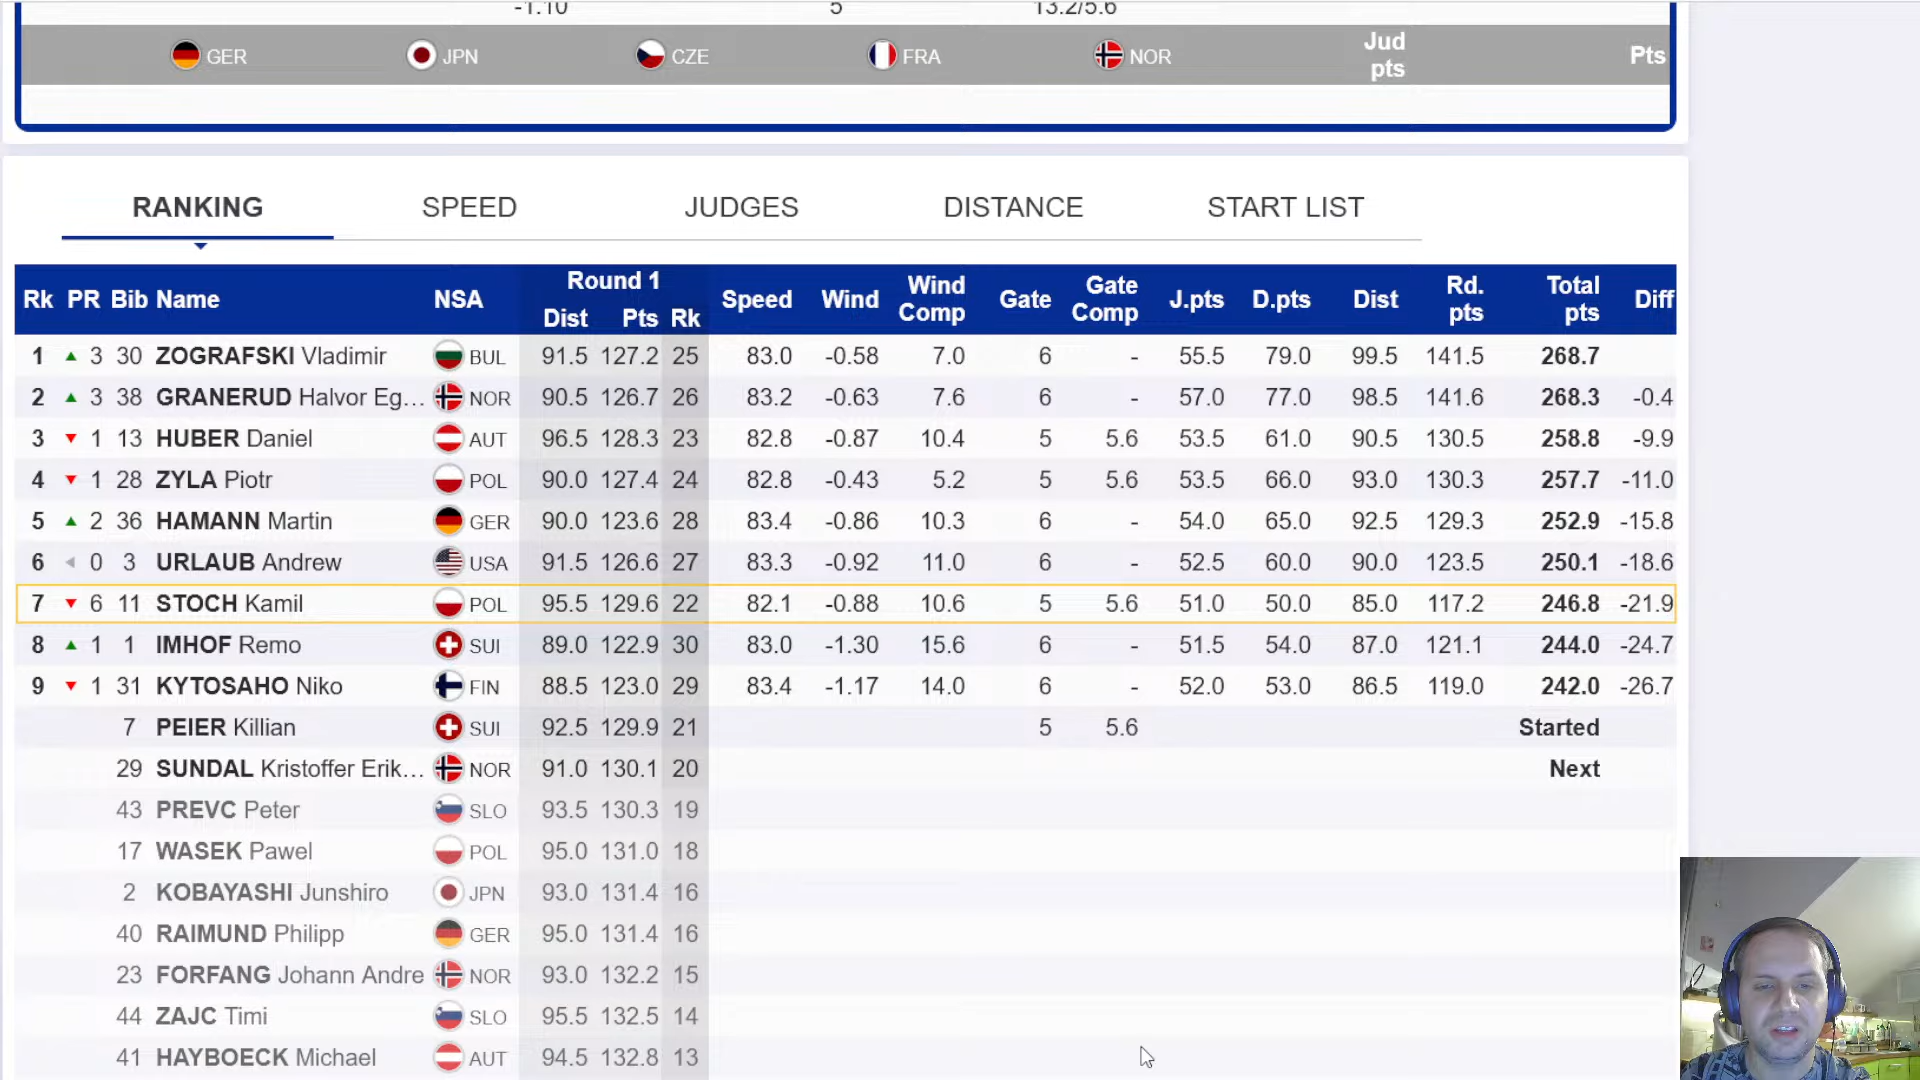 -1.10 5 13.2/5.6
GER JPN CZE FRA NOR Jud pts Pts
RANKING SPEED JUDGES DISTANCE START LIST
Rk PR Bib Name NSA Round 1 Dist Pts Rk Speed Wind Wind Comp Gate Gate Comp J.pts D.pts Dist Rd. pts Total pts Diff
1 ▲ 3 30 ZOGRAFSKI Vladimir BUL 91.5 127.2 25 83.0 -0.58 7.0 6 - 55.5 79.0 99.5 141.5 268.7
2 ▲ 3 38 GRANERUD Halvor Eg... NOR 90.5 126.7 26 83.2 -0.63 7.6 6 - 57.0 77.0 98.5 141.6 268.3 -0.4
3 ▼ 1 13 HUBER Daniel AUT 96.5 128.3 23 82.8 -0.87 10.4 5 5.6 53.5 61.0 90.5 130.5 258.8 -9.9
4 ▼ 1 28 ZYLA Piotr POL 90.0 127.4 24 82.8 -0.43 5.2 5 5.6 53.5 66.0 93.0 130.3 257.7 -11.0
5 ▲ 2 36 HAMANN Martin GER 90.0 123.6 28 83.4 -0.86 10.3 6 - 54.0 65.0 92.5 129.3 252.9 -15.8
6 ◀ 0 3 URLAUB Andrew USA 91.5 126.6 27 83.3 -0.92 11.0 6 - 52.5 60.0 90.0 123.5 250.1 -18.6
7 ▼ 6 11 STOCH Kamil POL 95.5 129.6 22 82.1 -0.88 10.6 5 5.6 51.0 50.0 85.0 117.2 246.8 -21.9
8 ▲ 1 1 IMHOF Remo SUI 89.0 122.9 30 83.0 -1.30 15.6 6 - 51.5 54.0 87.0 121.1 244.0 -24.7
9 ▼ 1 31 KYTOSAHO Niko FIN 88.5 123.0 29 83.4 -1.17 14.0 6 - 52.0 53.0 86.5 119.0 242.0 -26.7
7 PEIER Killian SUI 92.5 129.9 21 5 5.6 Started
29 SUNDAL Kristoffer Erik... NOR 91.0 130.1 20 Next
43 PREVC Peter SLO 93.5 130.3 19
17 WASEK Pawel POL 95.0 131.0 18
2 KOBAYASHI Junshiro JPN 93.0 131.4 16
40 RAIMUND Philipp GER 95.0 131.4 16
23 FORFANG Johann Andre NOR 93.0 132.2 15
44 ZAJC Timi SLO 95.5 132.5 14
41 HAYBOECK Michael AUT 94.5 132.8 13